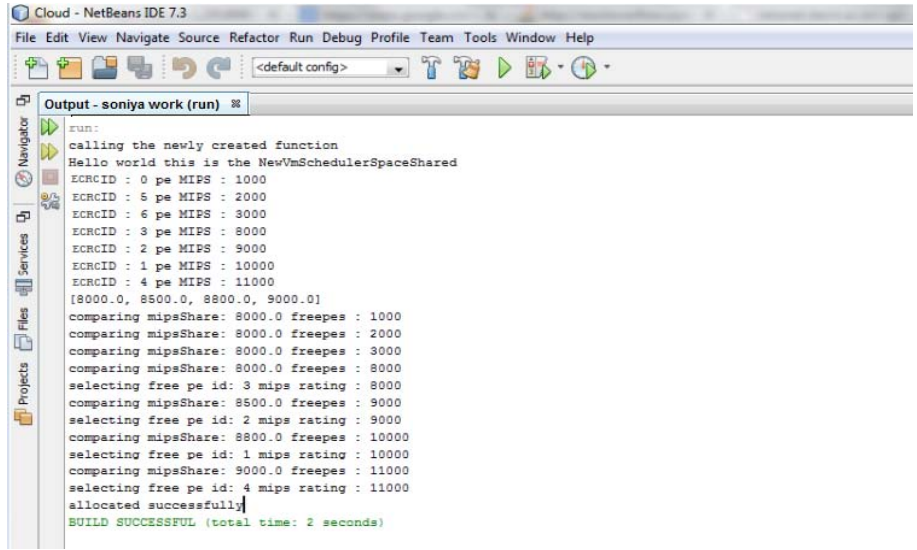 Cloud - NetBeans IDE 7.3
File Edit View Navigate Source Refactor Run Debug Profile Team Tools Window Help
<default config>
Output - soniya work (run)
Navigator
Services
Files
Projects
run:
calling the newly created function
Hello world this is the NewVmSchedulerSpaceShared
ECRCID : 0 pe MIPS : 1000
ECRCID : 5 pe MIPS : 2000
ECRCID : 6 pe MIPS : 3000
ECRCID : 3 pe MIPS : 8000
ECRCID : 2 pe MIPS : 9000
ECRCID : 1 pe MIPS : 10000
ECRCID : 4 pe MIPS : 11000
[8000.0, 8500.0, 8800.0, 9000.0]
comparing mipsShare: 8000.0 freepes : 1000
comparing mipsShare: 8000.0 freepes : 2000
comparing mipsShare: 8000.0 freepes : 3000
comparing mipsShare: 8000.0 freepes : 8000
selecting free pe id: 3 mips rating : 8000
comparing mipsShare: 8500.0 freepes : 9000
selecting free pe id: 2 mips rating : 9000
comparing mipsShare: 8800.0 freepes : 10000
selecting free pe id: 1 mips rating : 10000
comparing mipsShare: 9000.0 freepes : 11000
selecting free pe id: 4 mips rating : 11000
allocated successfully
BUILD SUCCESSFUL (total time: 2 seconds)